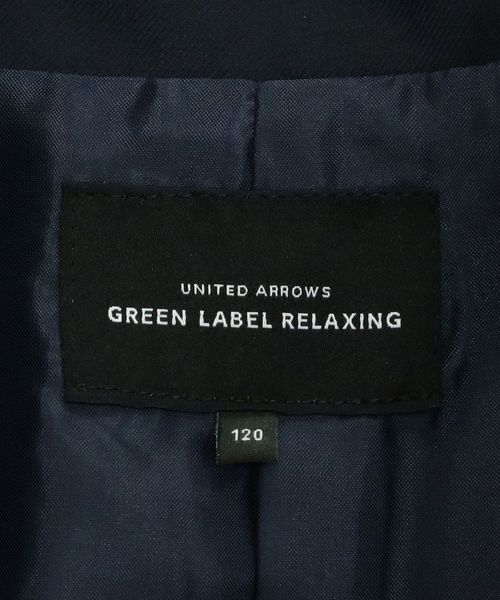 UNITED ARROWS
GREEN LABEL RELAXING
120